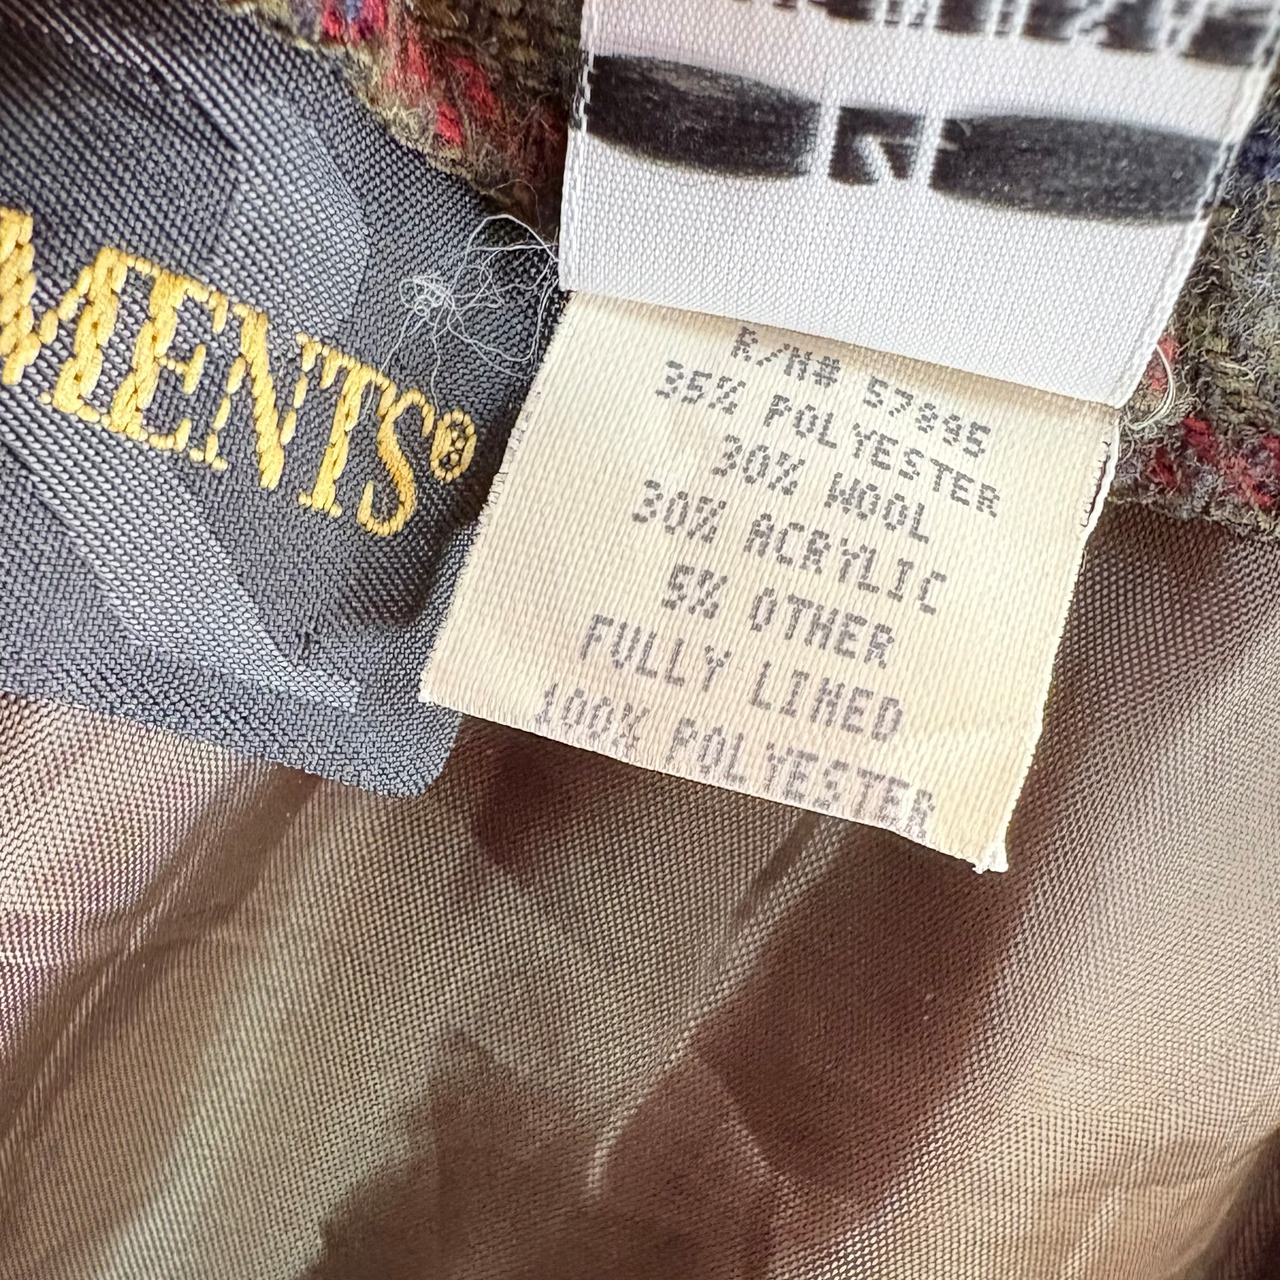 MENTS®
R/N# 57895
35% POLYESTER
30% WOOL
30% ACRYLIC
5% OTHER
FULLY LINED
100% POLYESTER